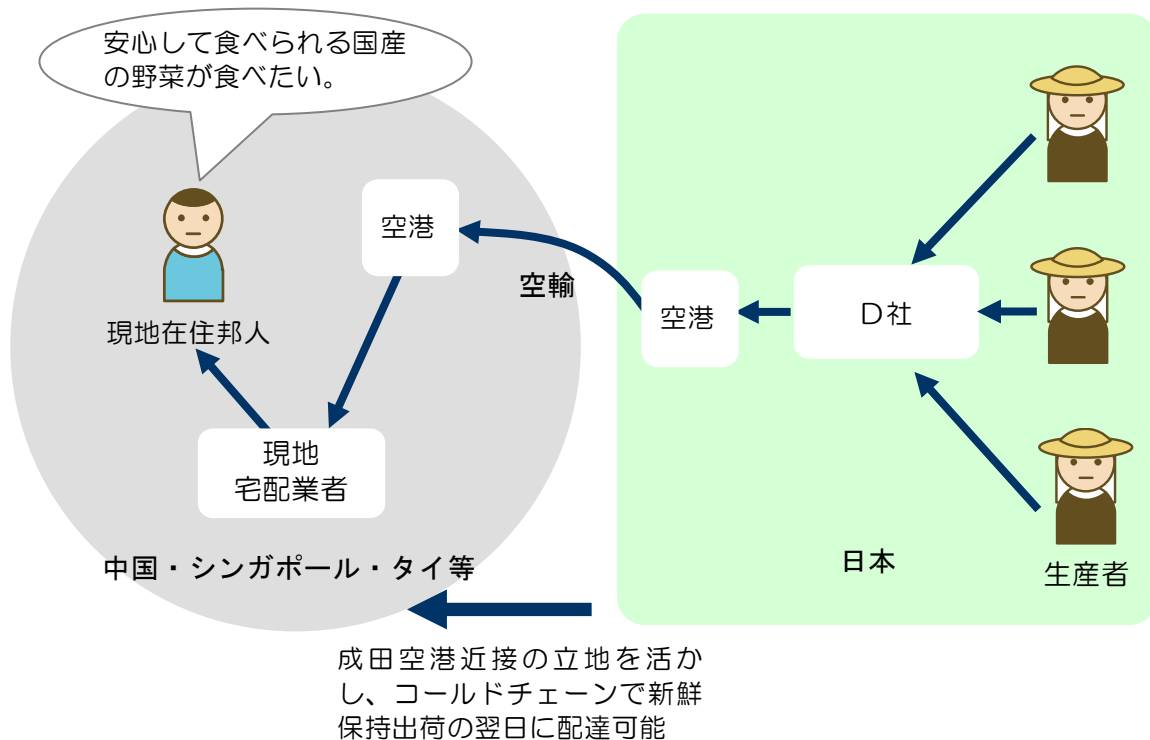 安心して食べられる国産
の野菜が食べたい。
空港
空輸
空港
D社
現地在住邦人
現地
宅配業者
中国・シンガポール・タイ等
日本
生産者
成田空港近接の立地を活か
し、コールドチェーンで新鮮
保持出荷の翌日に配達可能